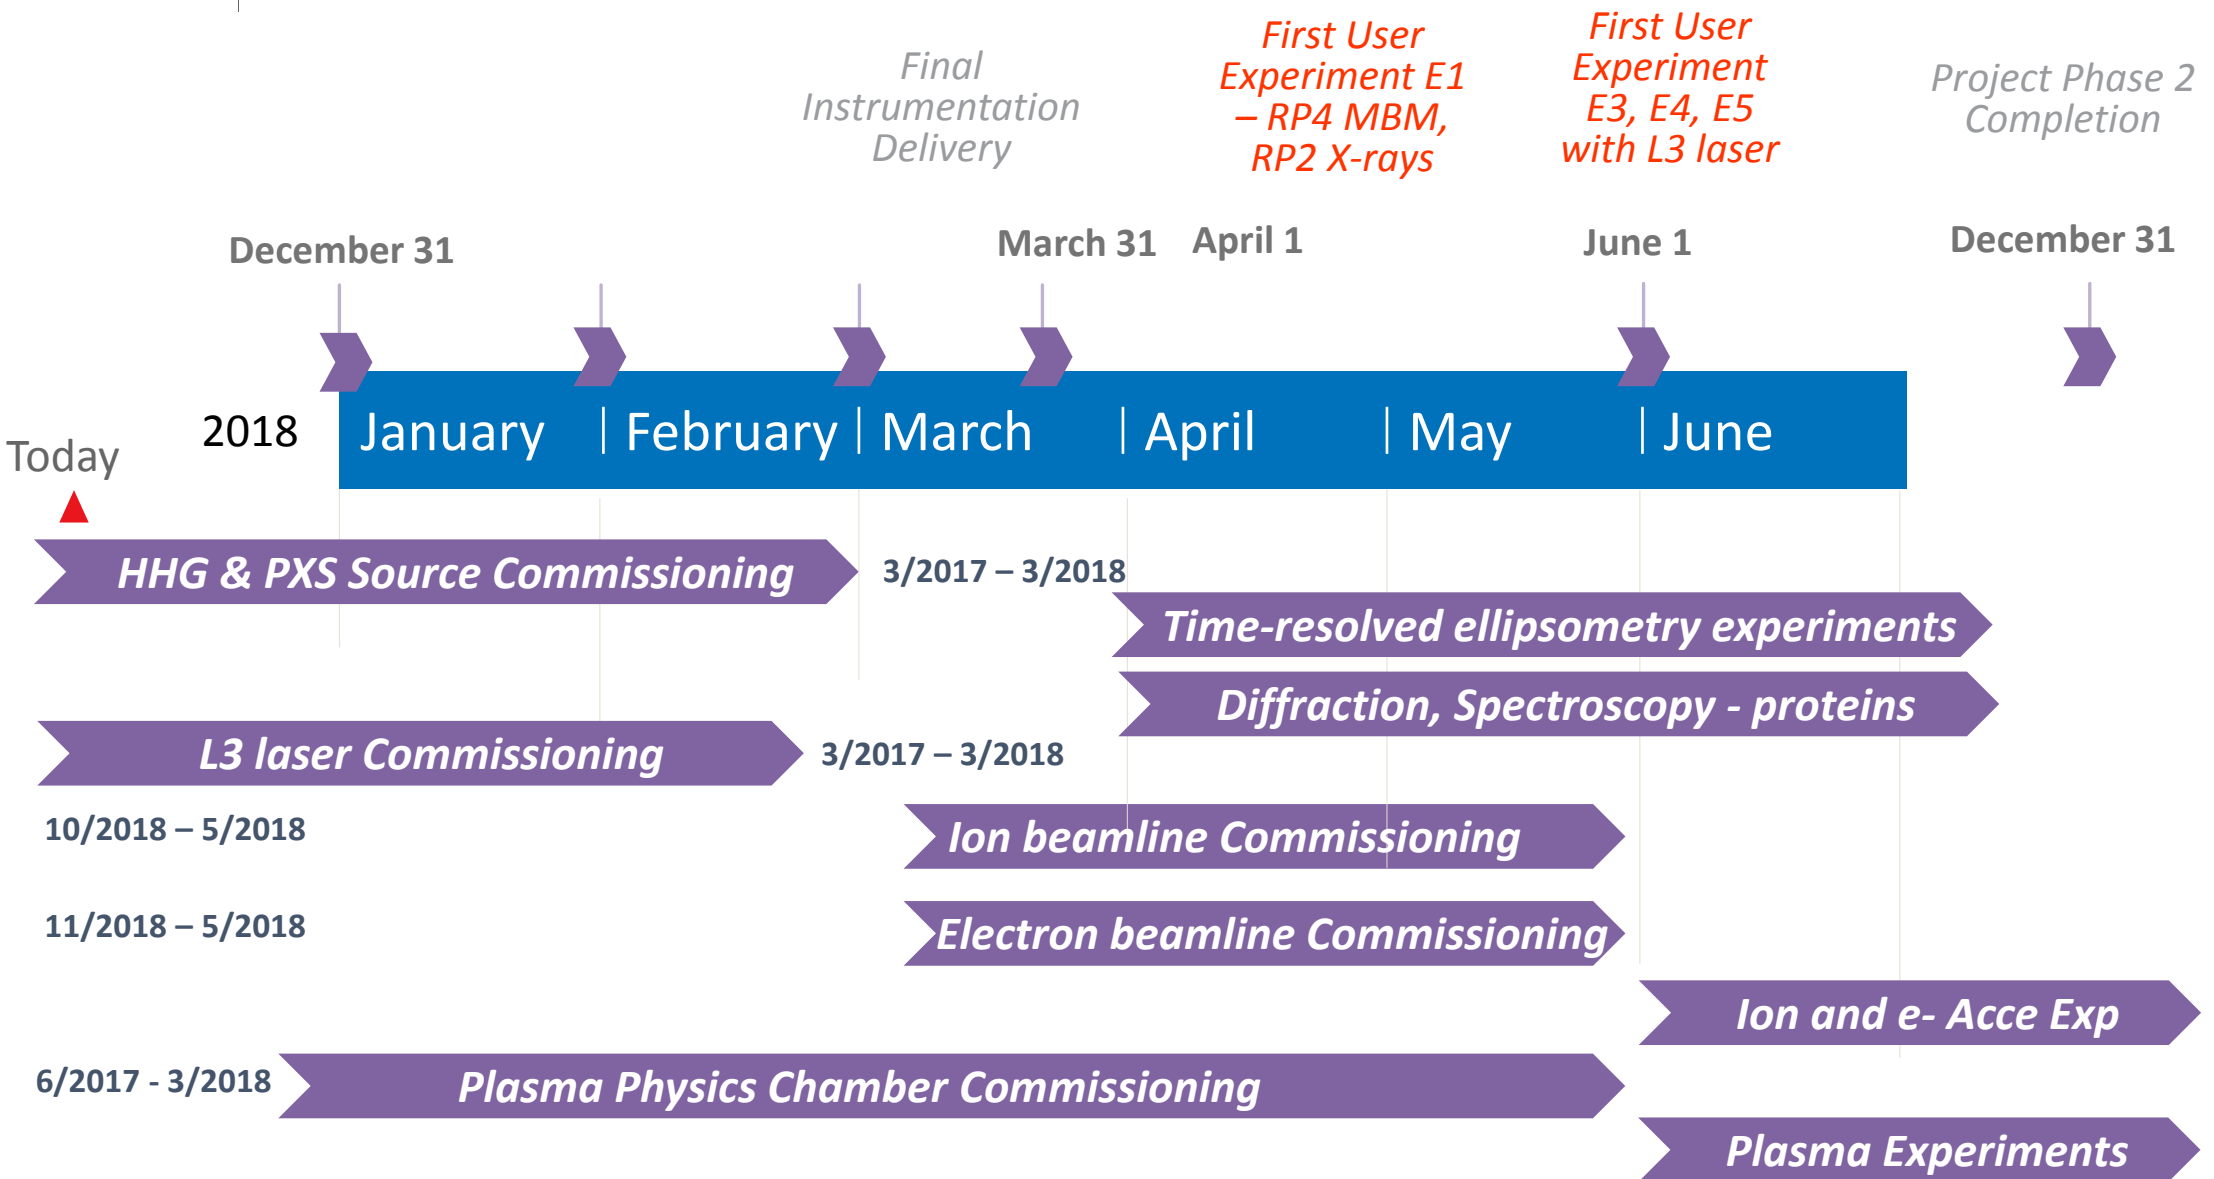 Final
Instrumentation
Delivery
First User
Experiment E1
– RP4 MBM,
RP2 X-rays
First User
Experiment
E3, E4, E5
with L3 laser
Project Phase 2
Completion
December 31
March 31
April 1
June 1
December 31
Today
2018
January
February
March
April
May
June
HHG & PXS Source Commissioning
3/2017 – 3/2018
Time-resolved ellipsometry experiments
Diffraction, Spectroscopy - proteins
L3 laser Commissioning
3/2017 – 3/2018
10/2018 – 5/2018
Ion beamline Commissioning
11/2018 – 5/2018
Electron beamline Commissioning
Ion and e- Acce Exp
6/2017 - 3/2018
Plasma Physics Chamber Commissioning
Plasma Experiments